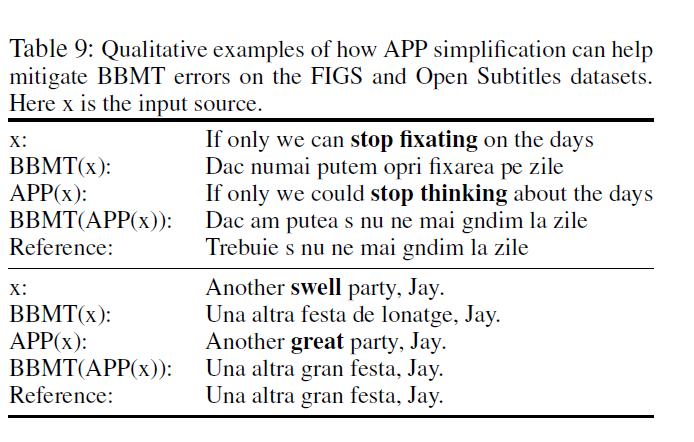 Table 9: Qualitative examples of how APP simplification can help
mitigate BBMT errors on the FIGS and Open Subtitles datasets.
Here x is the input source.
x: If only we can stop fixating on the days
BBMT(x): Dac numai putem opri fixarea pe zile
APP(x): If only we could stop thinking about the days
BBMT(APP(x)): Dac am putea s nu ne mai gndim la zile
Reference: Trebuie s nu ne mai gndim la zile
x: Another swell party, Jay.
BBMT(x): Una altra festa de lonatge, Jay.
APP(x): Another great party, Jay.
BBMT(APP(x)): Una altra gran festa, Jay.
Reference: Una altra gran festa, Jay.